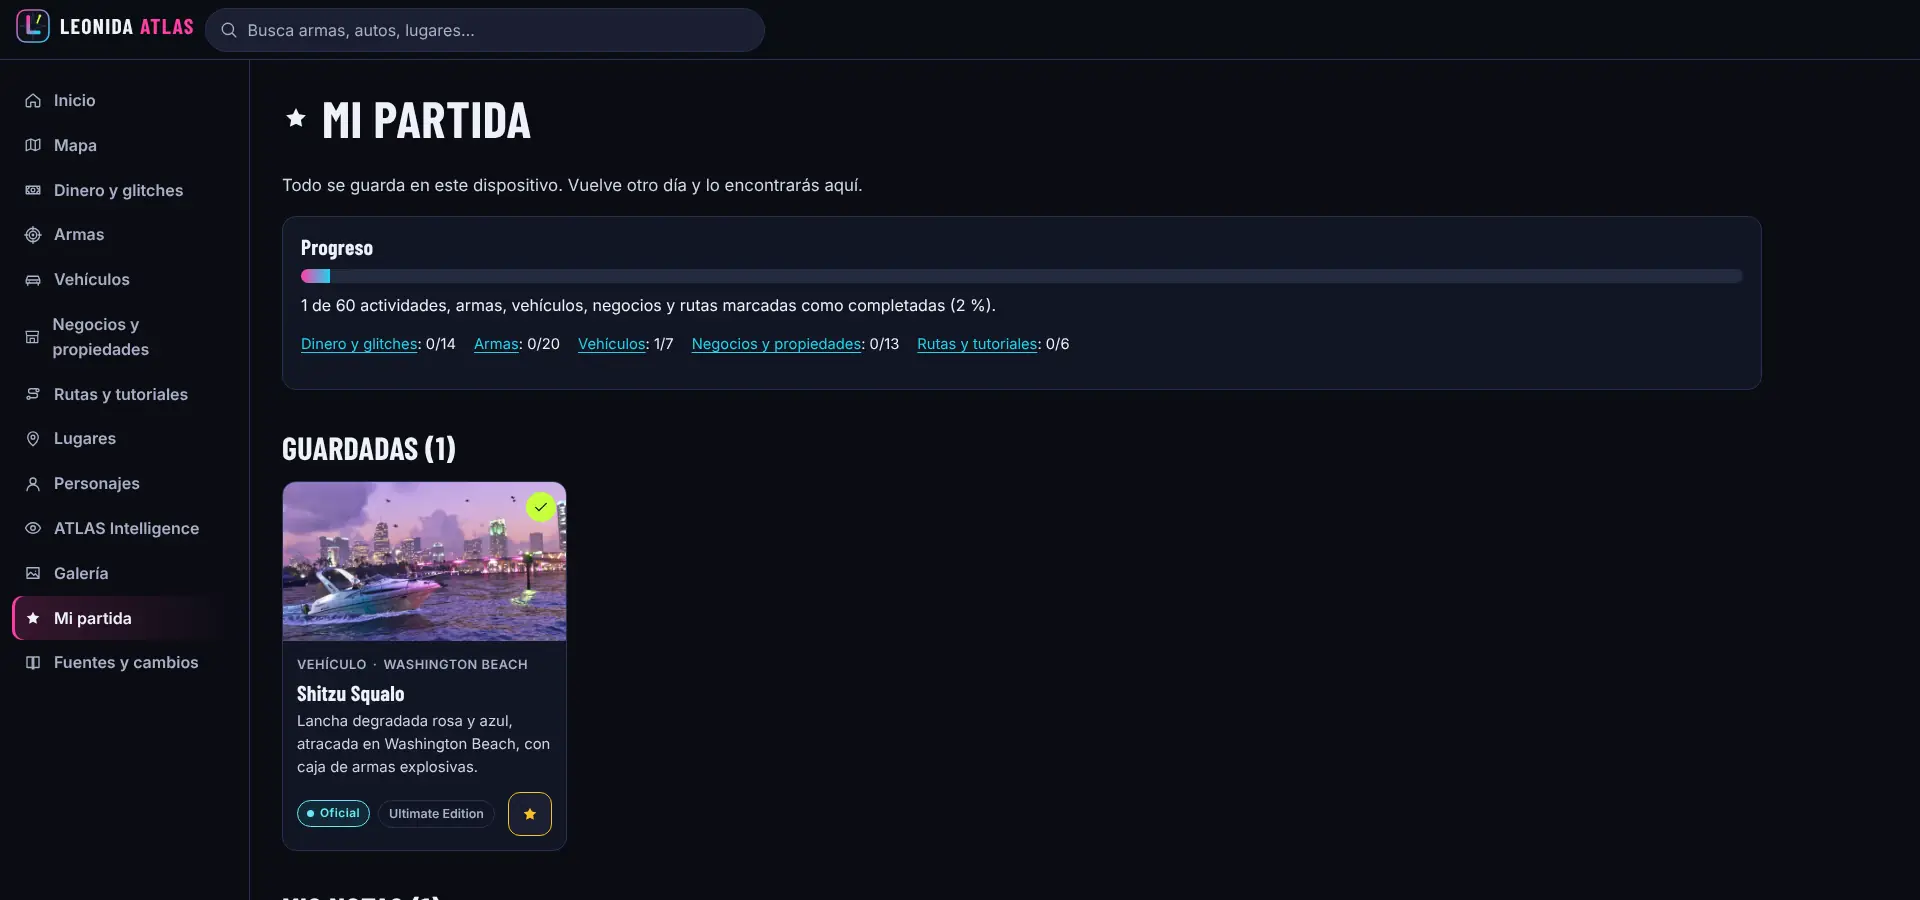 LEONIDA ATLAS
Busca armas, autos, lugares...
Inicio
Mapa
Dinero y glitches
Armas
Vehículos
Negocios y
propiedades
Rutas y tutoriales
Lugares
Personajes
ATLAS Intelligence
Galería
Mi partida
Fuentes y cambios
MI PARTIDA
Todo se guarda en este dispositivo. Vuelve otro día y lo encontrarás aquí.
Progreso
1 de 60 actividades, armas, vehículos, negocios y rutas marcadas como completadas (2 %).
Dinero y glitches: 0/14 Armas: 0/20 Vehículos: 1/7 Negocios y propiedades: 0/13 Rutas y tutoriales: 0/6
GUARDADAS (1)
VEHÍCULO · WASHINGTON BEACH
Shitzu Squalo
Lancha degradada rosa y azul,
atracada en Washington Beach, con
caja de armas explosivas.
Oficial Ultimate Edition
MIS NOTAS (1)